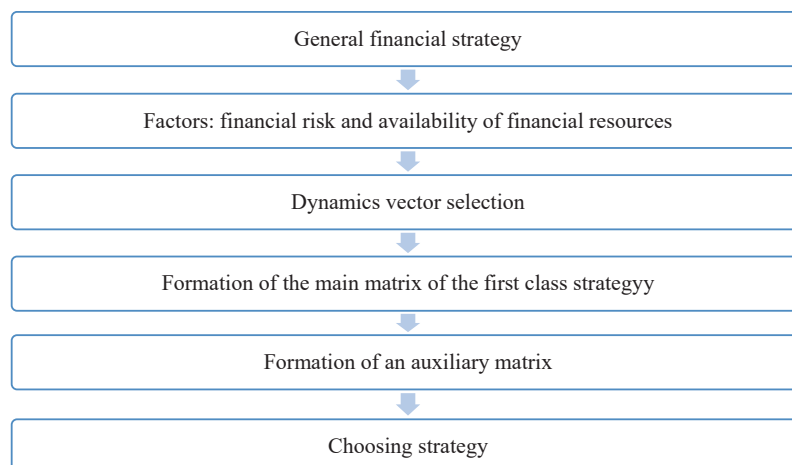 General financial strategy
Factors: financial risk and availability of financial resources
Dynamics vector selection
Formation of the main matrix of the first class strategyy
Formation of an auxiliary matrix
Choosing strategy